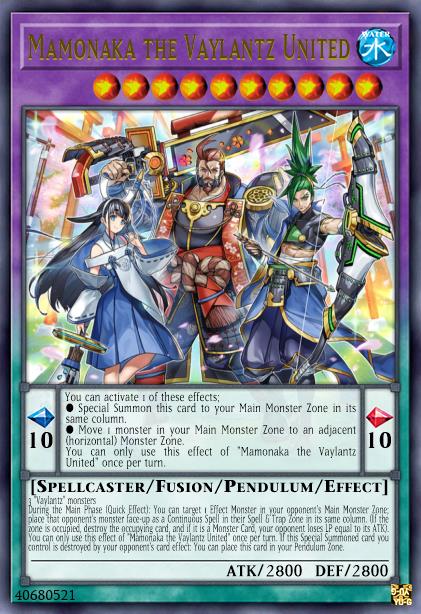 MAMONAKA THE VAYLANTZ UNITED
WATER
水
You can activate 1 of these effects;
● Special Summon this card to your Main Monster Zone in its
same column.
● Move 1 monster in your Main Monster Zone to an adjacent
(horizontal) Monster Zone.
You can only use this effect of "Mamonaka the Vaylantz
United" once per turn.
10
10
[SPELLCASTER/FUSION/PENDULUM/EFFECT]
3 "Vaylantz" monsters
During the Main Phase (Quick Effect): You can target 1 Effect Monster in your opponent's Main Monster Zone;
place that opponent's monster face-up as a Continuous Spell in their Spell & Trap Zone in its same column. (If the
zone is occupied, destroy the occupying card, and if it is a Monster Card, your opponent loses LP equal to its ATK).
You can only use this effect of "Mamonaka the Vaylantz United" once per turn. If this Special Summoned card you
control is destroyed by your opponent's card effect: You can place this card in your Pendulum Zone.
ATK/2800 DEF/2800
40680521